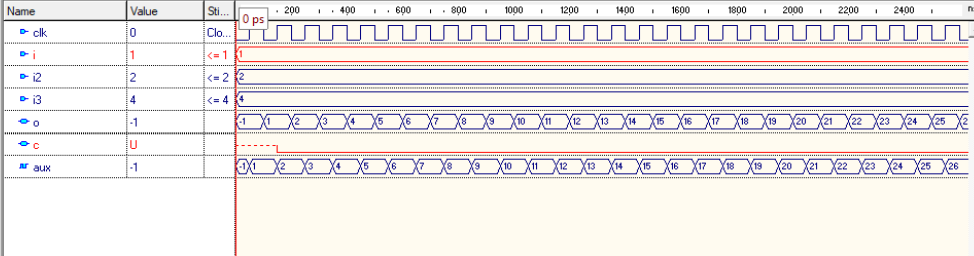 Name Value Sti... 0 ps 200 400 600 800 1000 1200 1400 1600 1800 2000 2200 2400
clk 0 Clo...
i 1 <= 1 1
i2 2 <= 2 2
i3 4 <= 4 4
o -1 -1 1 2 3 4 5 6 7 8 9 10 11 12 13 14 15 16 17 18 19 20 21 22 23 24 25
c U
aux -1 -1 1 2 3 4 5 6 7 8 9 10 11 12 13 14 15 16 17 18 19 20 21 22 23 24 25 26